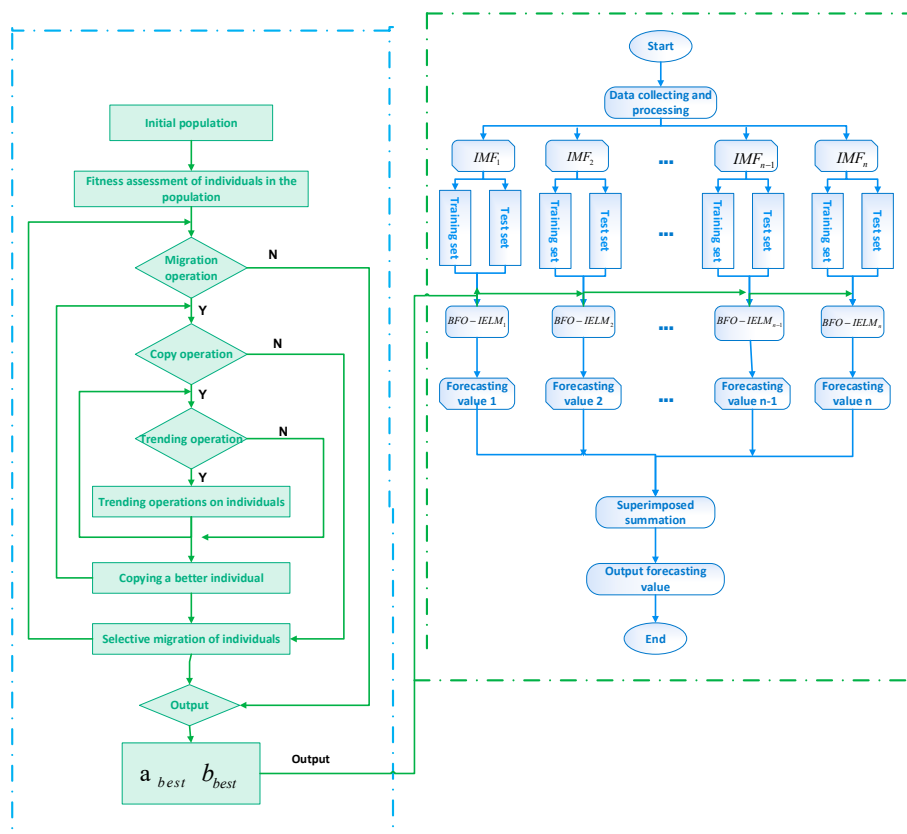 Initial population
Fitness assessment of individuals in the
population
Migration
operation
N
Y
Copy operation
N
Y
Trending operation
N
Y
Trending operations on individuals
Copying a better individual
Selective migration of individuals
Output
a best b best
Output
Start
Data collecting and
processing
IMF1
IMF2
...
IMFn−1
IMFn
Training set
Test set
Training set
Test set
...
Training set
Test set
Training set
Test set
BFO−IELM1
BFO−IELM2
...
BFO−IELMn−1
BFO−IELMn
Forecasting
value 1
Forecasting
value 2
...
Forecasting
value n-1
Forecasting
value n
Superimposed
summation
Output forecasting
value
End